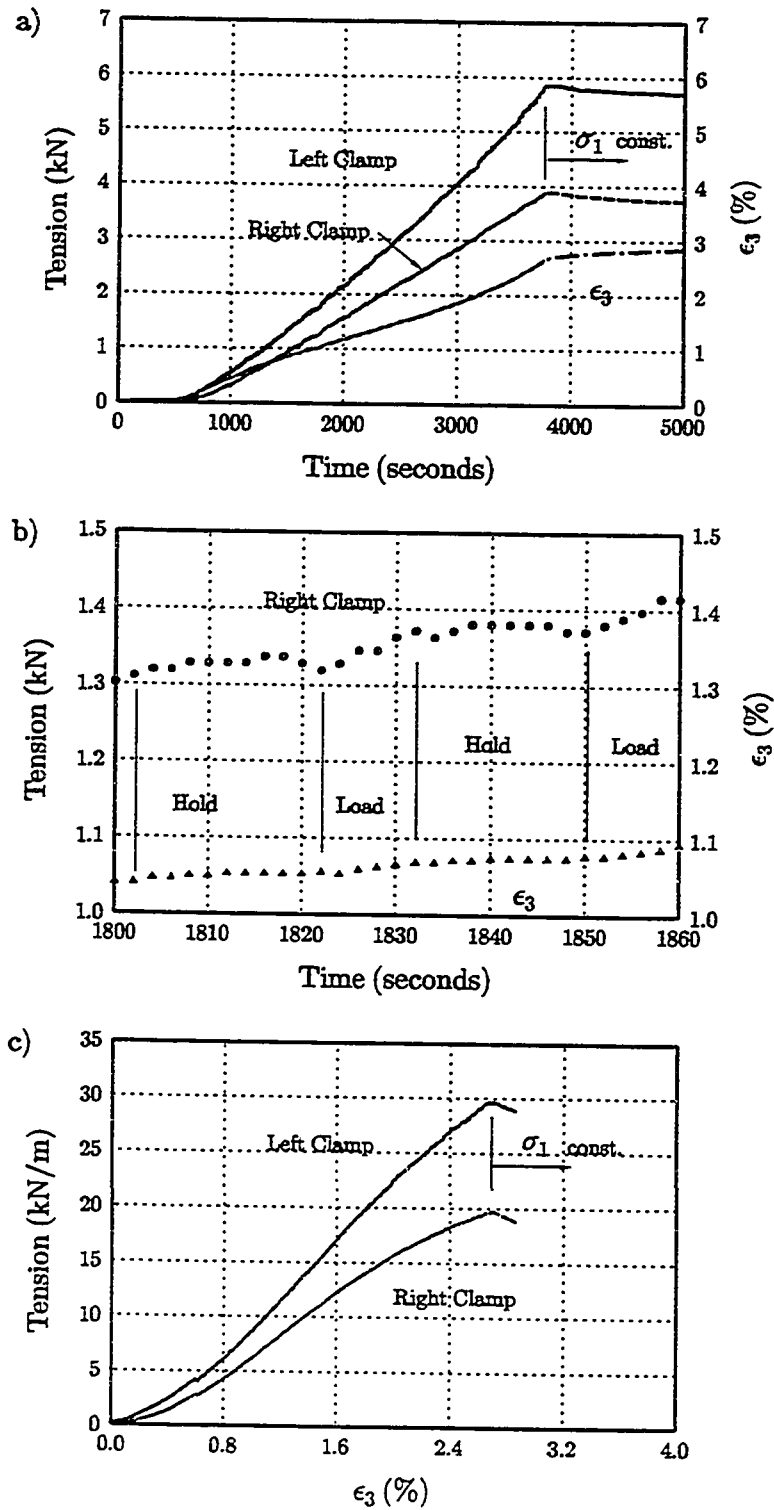 a)
7
6
5
4
3
2
1
0
Tension (kN)
Left Clamp
Right Clamp
σ1 const.
ϵ3
7
6
5
4
3
2
1
0
ϵ3 (%)
0 1000 2000 3000 4000 5000
Time (seconds)
b)
1.5
1.4
1.3
1.2
1.1
1.0
Tension (kN)
Right Clamp
Hold
Load
Hold
Load
ϵ3
1.5
1.4
1.3
1.2
1.1
1.0
ϵ3 (%)
1800 1810 1820 1830 1840 1850 1860
Time (seconds)
c)
35
30
25
20
15
10
5
0
Tension (kN/m)
Left Clamp
σ1 const.
Right Clamp
0.0 0.8 1.6 2.4 3.2 4.0
ϵ3 (%)